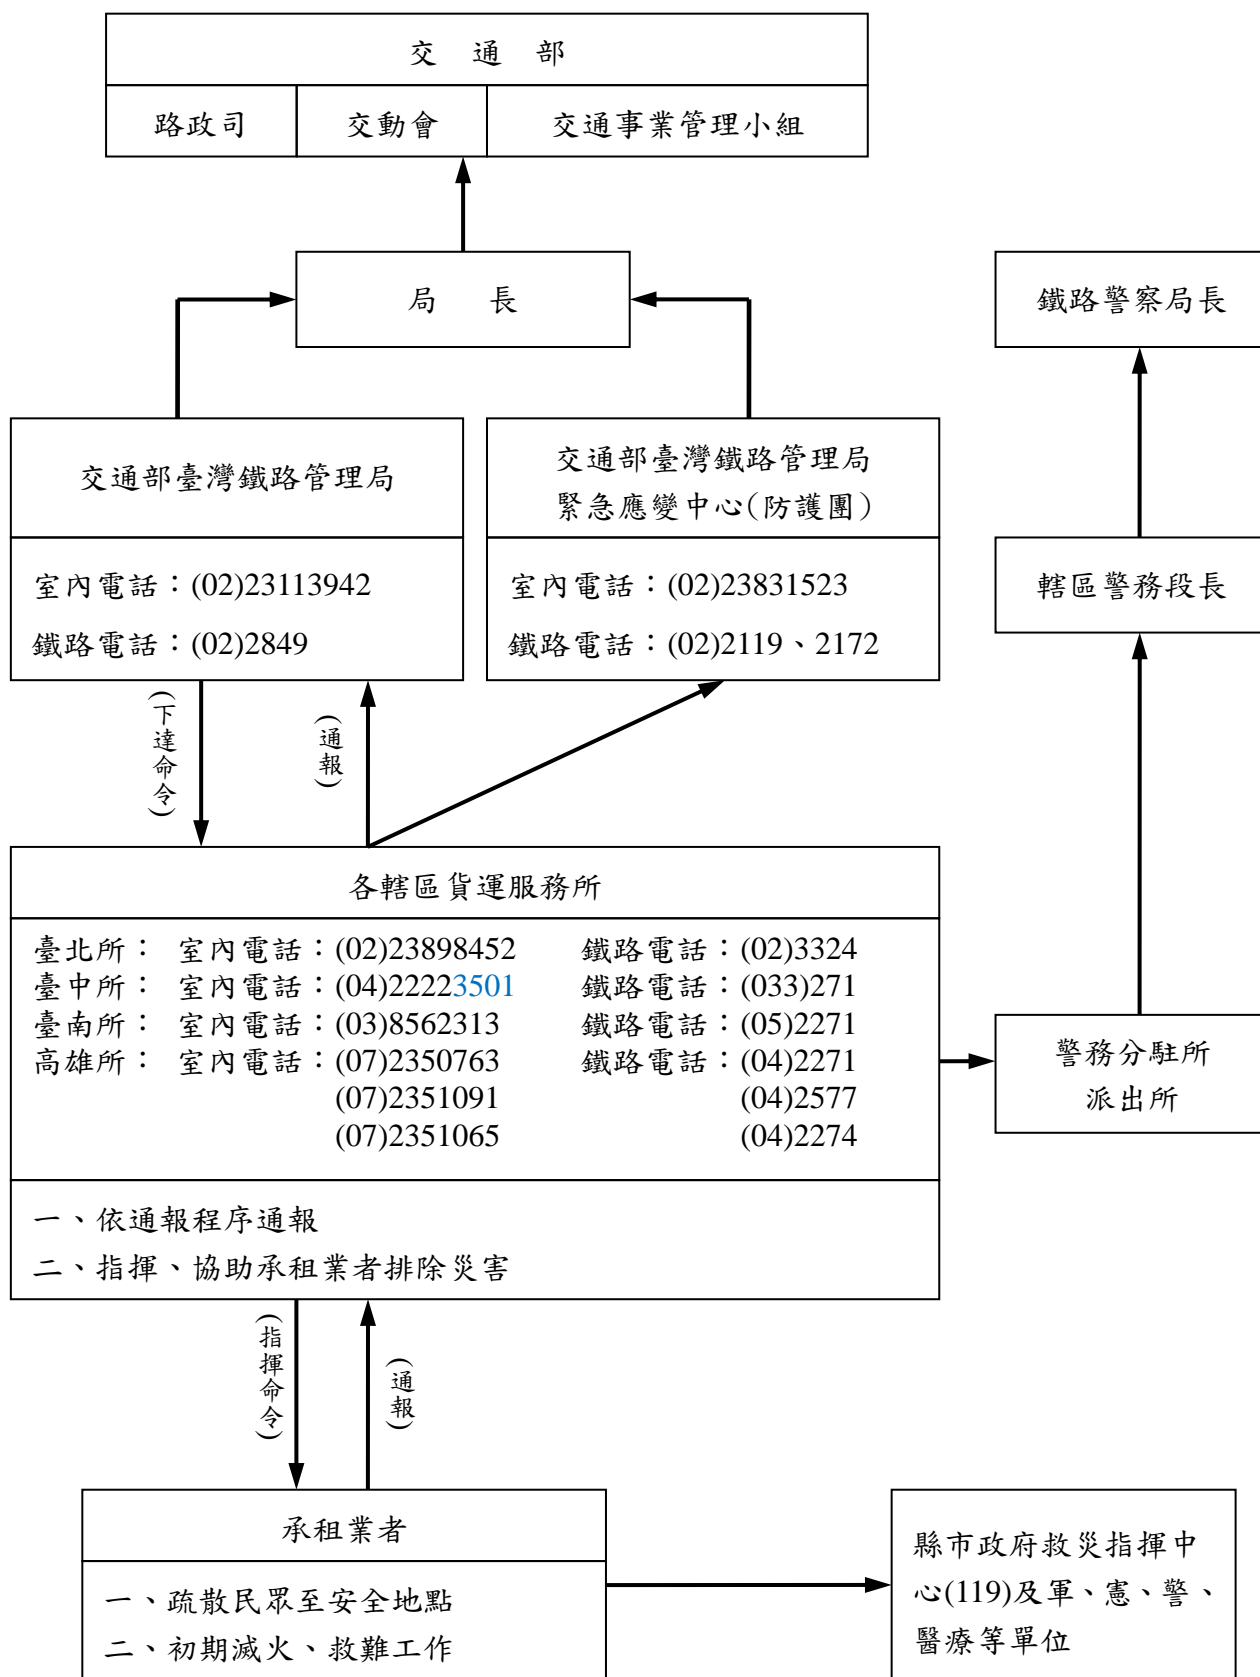 交通部
路政司 交動會 交通事業管理小組
局長
鐵路警察局長
交通部臺灣鐵路管理局
室內電話：(02)23113942
鐵路電話：(02)2849
交通部臺灣鐵路管理局
緊急應變中心(防護團)
室內電話：(02)23831523
鐵路電話：(02)2119、2172
轄區警務段長
(下達命令)
(通報)
各轄區貨運服務所
臺北所： 室內電話：(02)23898452 鐵路電話：(02)3324
臺中所： 室內電話：(04)22223501 鐵路電話：(033)271
臺南所： 室內電話：(03)8562313 鐵路電話：(05)2271
高雄所： 室內電話：(07)2350763 鐵路電話：(04)2271
(07)2351091 (04)2577
(07)2351065 (04)2274
一、依通報程序通報
二、指揮、協助承租業者排除災害
警務分駐所
派出所
(指揮命令)
(通報)
承租業者
一、疏散民眾至安全地點
二、初期滅火、救難工作
縣市政府救災指揮中
心(119)及軍、憲、警、
醫療等單位